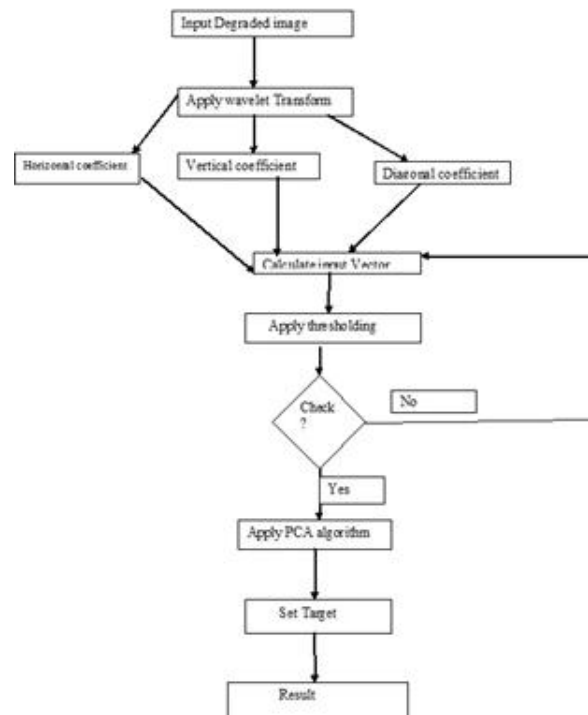 Input Degraded image
Apply wavelet Transform
Horizonal coefficient
Vertical coefficient
Diagonal coefficient
Calculate input Vector
Apply thresholding
Check
?
No
Yes
Apply PCA algorithm
Set Target
Result